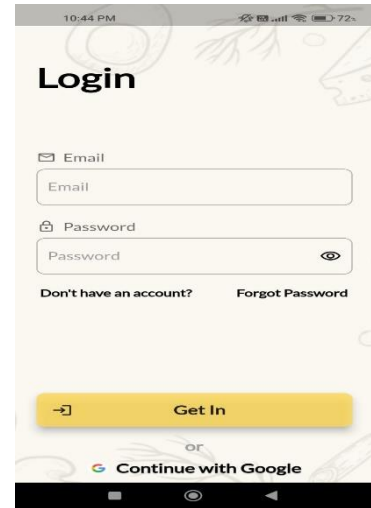 10:44 PM 72
Login
Email
Email
Password
Password
Don't have an account? Forgot Password
Get In
or
G Continue with Google